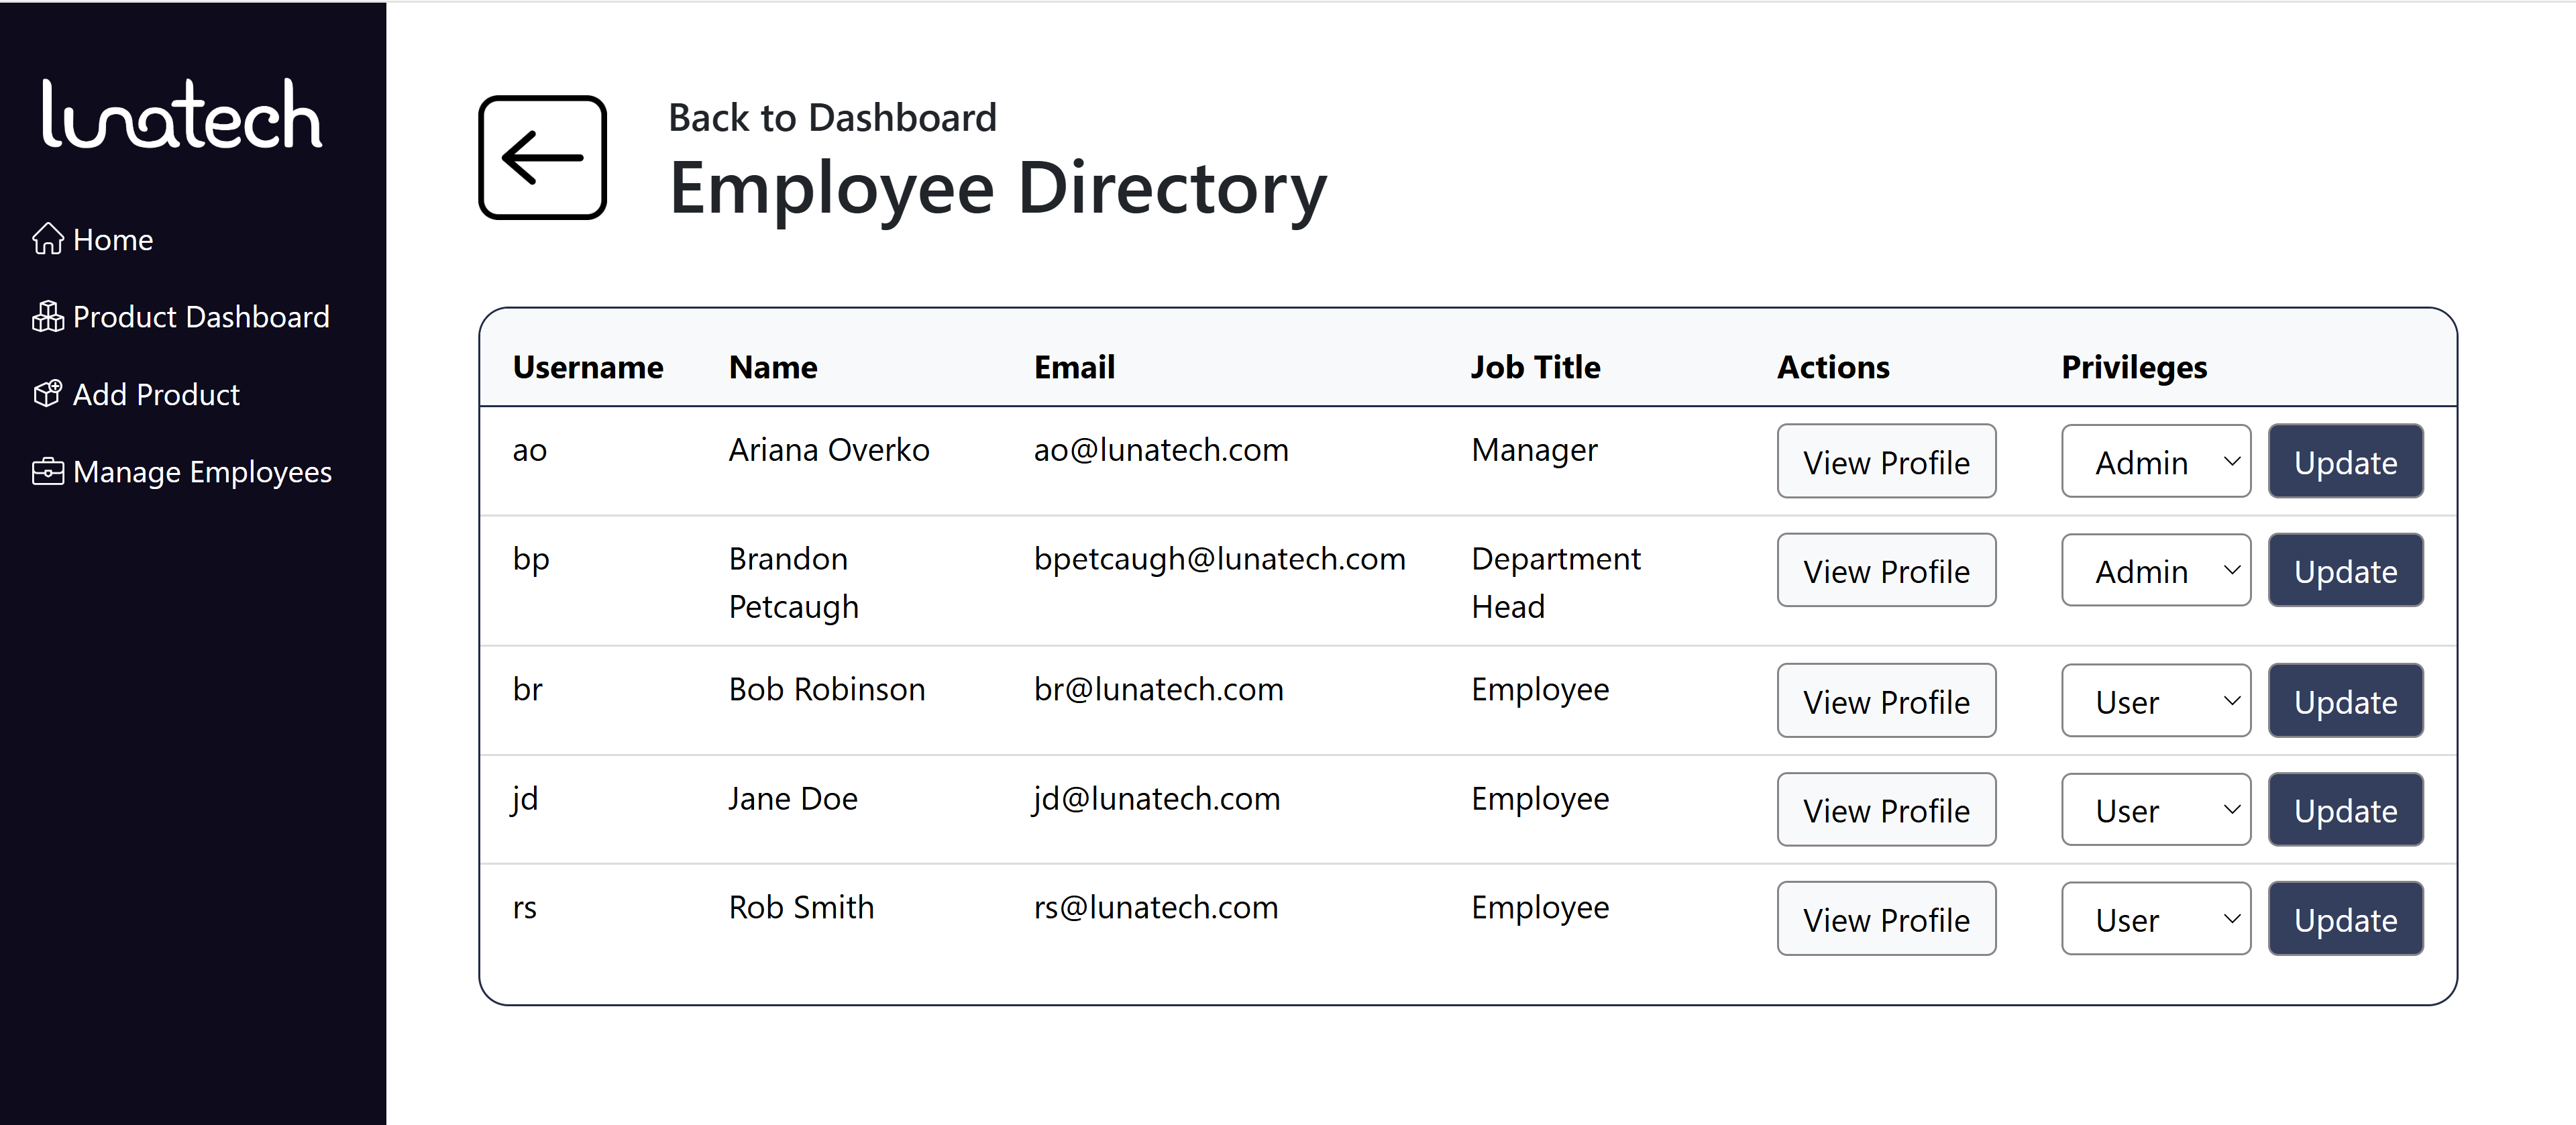 lunatech
Home
Product Dashboard
Add Product
Manage Employees
Back to Dashboard
Employee Directory
Username Name Email Job Title Actions Privileges
ao Ariana Overko ao@lunatech.com Manager View Profile Admin Update
bp Brandon Petcaugh bpetcaugh@lunatech.com Department Head View Profile Admin Update
br Bob Robinson br@lunatech.com Employee View Profile User Update
jd Jane Doe jd@lunatech.com Employee View Profile User Update
rs Rob Smith rs@lunatech.com Employee View Profile User Update